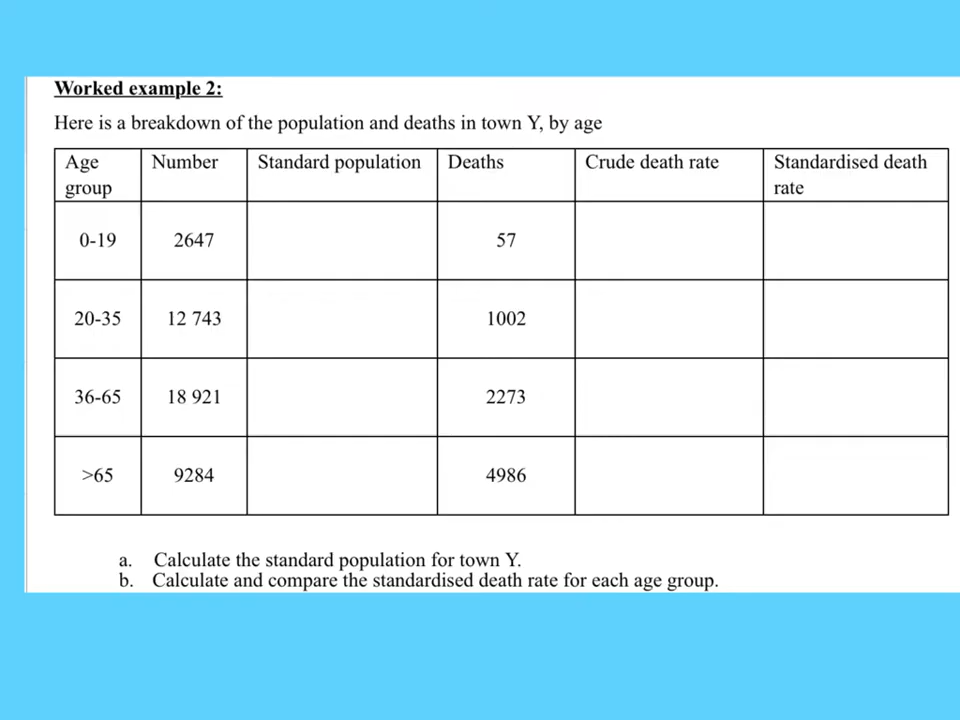 Worked example 2:
Here is a breakdown of the population and deaths in town Y, by age
Age group Number Standard population Deaths Crude death rate Standardised death rate
0-19 2647 57
20-35 12 743 1002
36-65 18 921 2273
>65 9284 4986
a. Calculate the standard population for town Y.
b. Calculate and compare the standardised death rate for each age group.